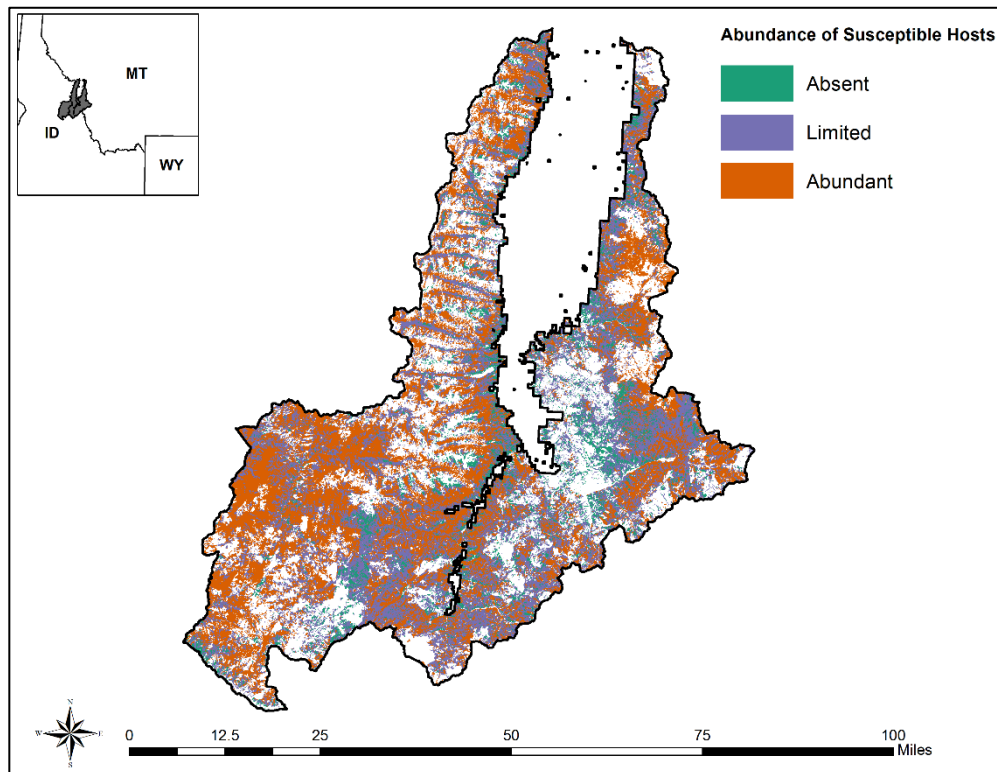 MT
ID
WY
Abundance of Susceptible Hosts
Absent
Limited
Abundant
N
W E
S
0 12.5 25 50 75 100
Miles